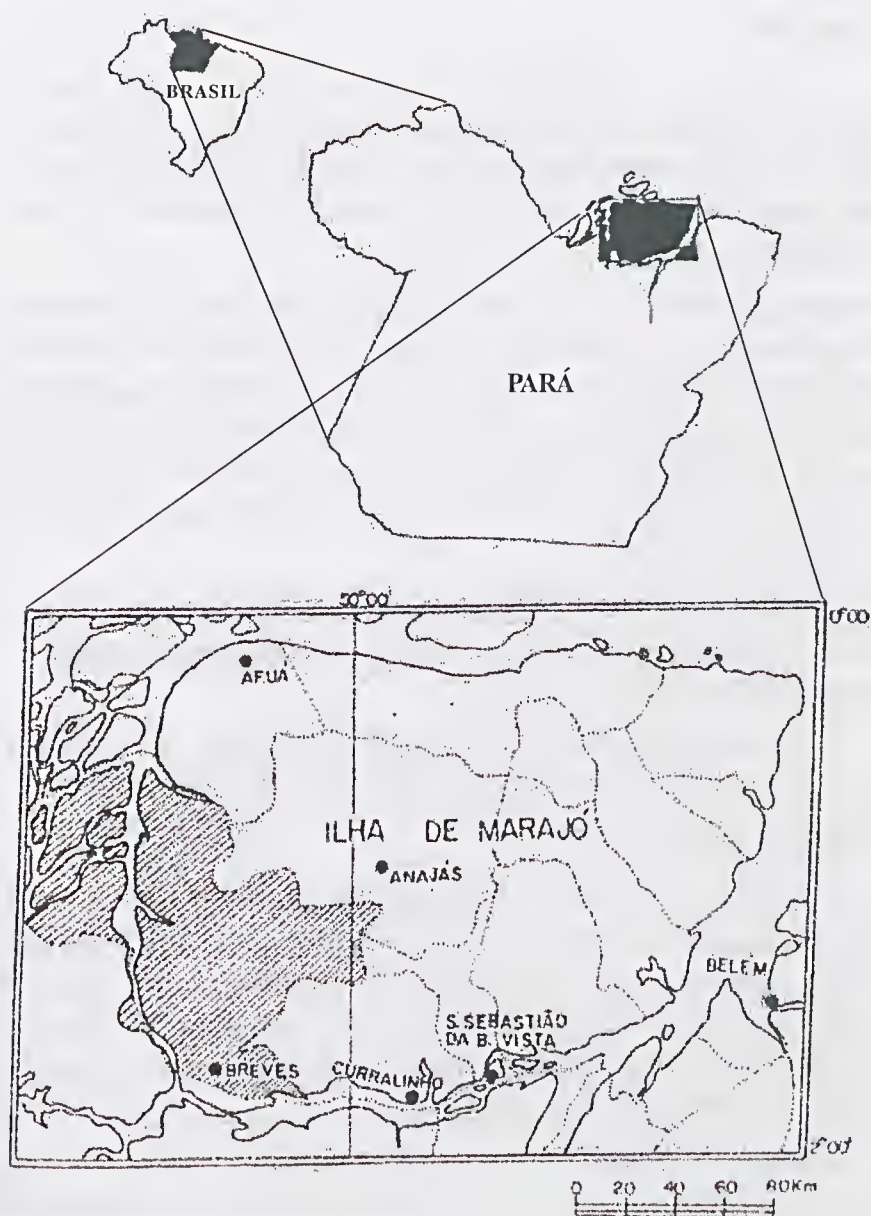 BRASIL
PARÁ
50°00
0°00
AFUÁ
ILHA DE MARAJÓ
ANAJÁS
BELÉM
S. SEBASTIÃO
DA B. VISTA
BREVES
CURRALINHO
0 20 40 60 80Km